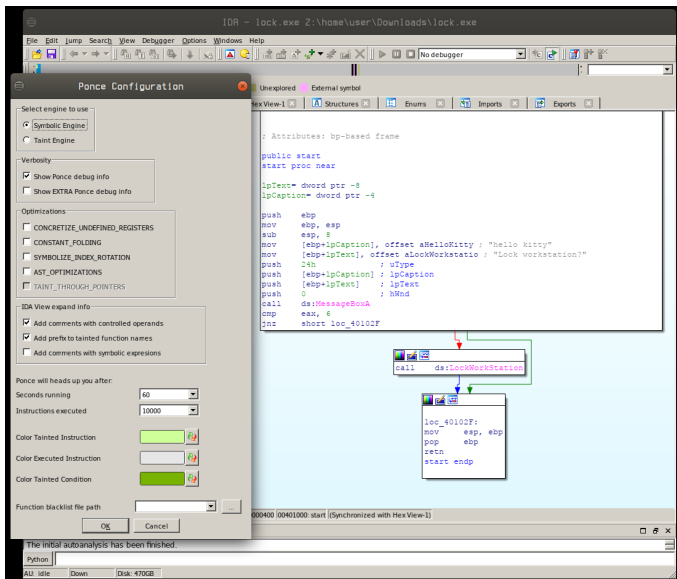 IDA - lock.exe Z:\home\user\Downloads\lock.exe
File Edit Jump Search View Debugger Options Windows Help
No debugger
Ponce Configuration
Unexplored External symbol
Hex View-1 Structures Enums Imports Exports
Select engine to use
Symbolic Engine
Taint Engine
Verbosity
Show Ponce debug info
Show EXTRA Ponce debug info
Optimizations
CONCRETIZE_UNDEFINED_REGISTERS
CONSTANT_FOLDING
SYMBOLIZE_INDEX_ROTATION
AST_OPTIMIZATIONS
TAINT_THROUGH_POINTERS
IDA View expand info
Add comments with controlled operands
Add prefix to tainted function names
Add comments with symbolic expresions
Ponce will heads up you after:
Seconds running 60
Instructions executed 10000
Color Tainted Instruction
Color Executed Instruction
Color Tainted Condition
Function blacklist file path ...
OK Cancel
; Attributes: bp-based frame
public start
start proc near
lpText= dword ptr -8
lpCaption= dword ptr -4
push ebp
mov ebp, esp
sub esp, 8
mov [ebp+lpCaption], offset aHelloKitty ; "hello kitty"
mov [ebp+lpText], offset aLockWorkstatio ; "Lock workstation?"
push 24h ; uType
push [ebp+lpCaption] ; lpCaption
push [ebp+lpText] ; lpText
push 0 ; hWnd
call ds:MessageBoxA
cmp eax, 6
jnz short loc_40102F
call ds:LockWorkStation
loc_40102F:
mov esp, ebp
pop ebp
retn
start endp
000400 00401000: start (Synchronized with Hex View-1)
The initial autoanalysis has been finished.
Python
AU: idle Down Disk: 470GB